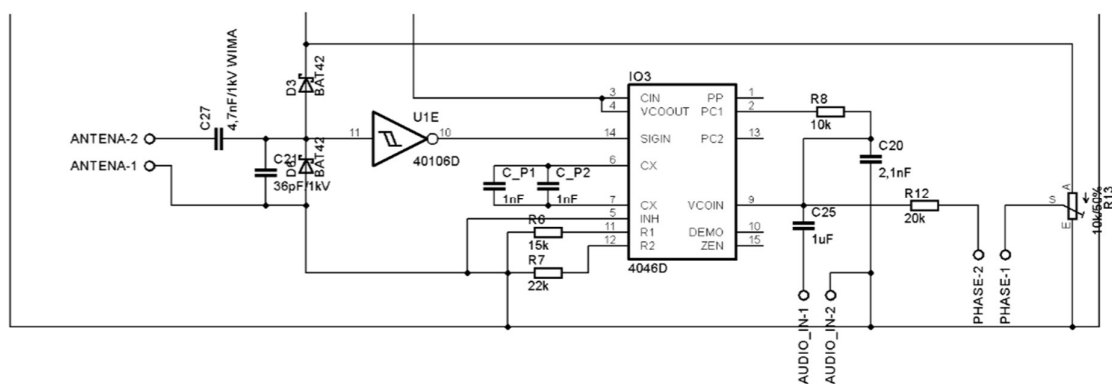 D3
BAT42
C27
4,7nF/1kV WIMA
ANTENA-2
ANTENA-1
C21
36pF/1kV
D6
BAT42
11
U1E
10
40106D
IO3
3
CIN
PP
1
4
VCOOUT
PC1
2
14
SIGIN
PC2
13
6
CX
7
CX
VCOIN
9
5
INH
11
R1
DEMO
10
12
R2
ZEN
15
4046D
C_P1
1nF
C_P2
1nF
R6
15k
R7
22k
R8
10k
C20
2,1nF
C25
1uF
R12
20k
A
S
E
10k/50%
R13
AUDIO_IN-1
AUDIO_IN-2
PHASE-2
PHASE-1